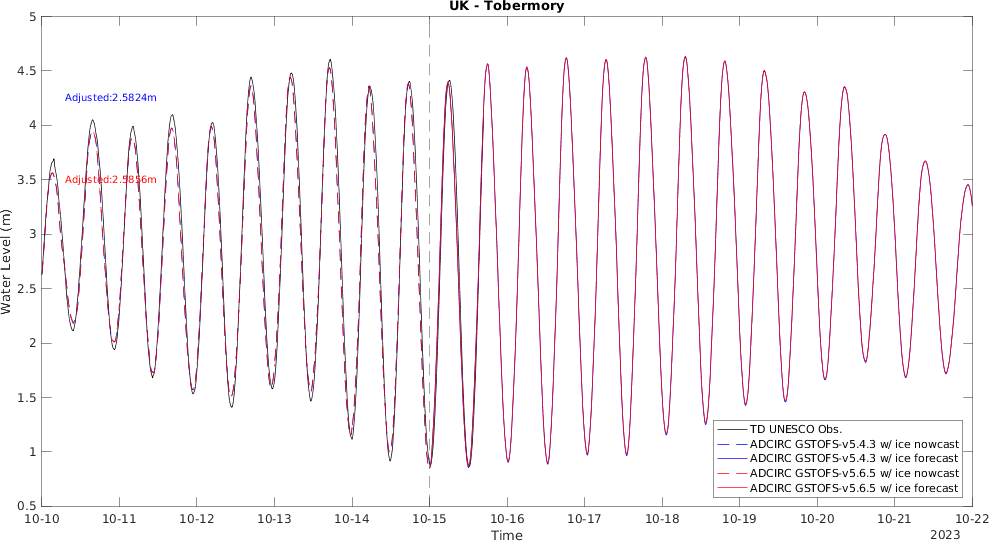 UK - Tobermory
5
4.5
4
3.5
3
2.5
2
1.5
1
0.5
Water Level (m)
Adjusted:2.5824m
Adjusted:2.5856m
TD UNESCO Obs.
ADCIRC GSTOFS-v5.4.3 w/ ice nowcast
ADCIRC GSTOFS-v5.4.3 w/ ice forecast
ADCIRC GSTOFS-v5.6.5 w/ ice nowcast
ADCIRC GSTOFS-v5.6.5 w/ ice forecast
10-10 10-11 10-12 10-13 10-14 10-15 10-16 10-17 10-18 10-19 10-20 10-21 10-22
Time
2023